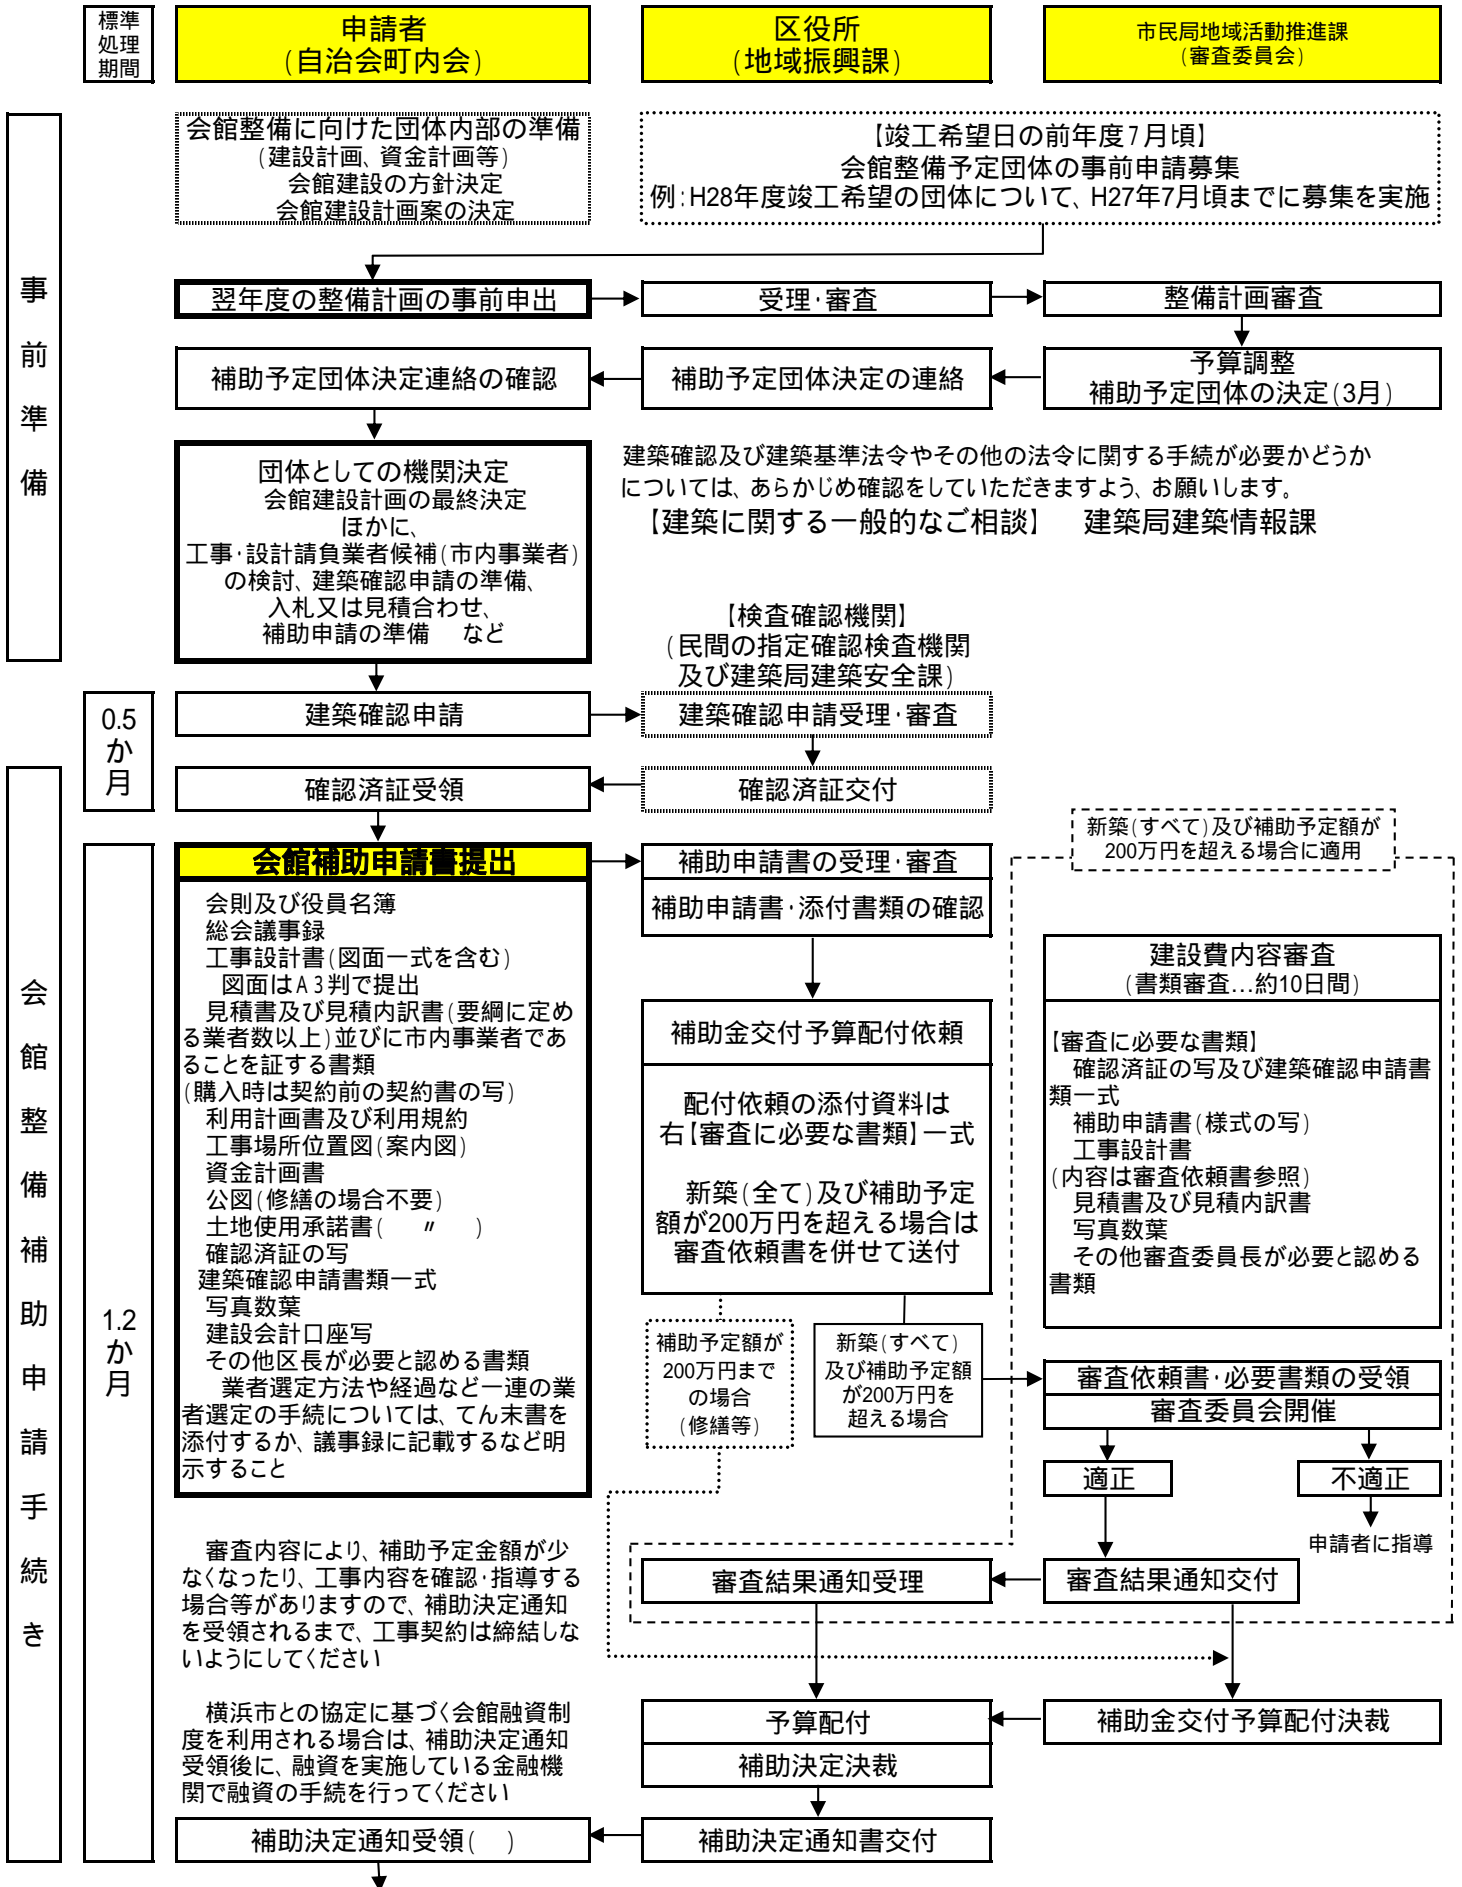 標準
処理
期間
申請者
（自治会町内会）
区役所
（地域振興課）
市民局地域活動推進課
（審査委員会）
事前準備
会館整備に向けた団体内部の準備
（建設計画、資金計画等）
会館建設の方針決定
会館建設計画案の決定
【竣工希望日の前年度7月頃】
会館整備予定団体の事前申請募集
例：H28年度竣工希望の団体について、H27年7月頃までに募集を実施
翌年度の整備計画の事前申出
受理・審査
整備計画審査
補助予定団体決定連絡の確認
補助予定団体決定の連絡
予算調整
補助予定団体の決定（3月）
団体としての機関決定
会館建設計画の最終決定
ほかに、
工事・設計請負業者候補（市内事業者）
の検討、建築確認申請の準備、
入札又は見積合わせ、
補助申請の準備　など
建築確認及び建築基準法令やその他の法令に関する手続が必要かどうか
については、あらかじめ確認をしていただきますよう、お願いします。
【建築に関する一般的なご相談】　建築局建築情報課
【検査確認機関】
（民間の指定確認検査機関
及び建築局建築安全課）
0.5
か
月
建築確認申請
建築確認申請受理・審査
確認済証受領
確認済証交付
会館整備補助申請手続き
1.2
か
月
会館補助申請書提出
会則及び役員名簿
総会議事録
工事設計書（図面一式を含む）
図面はA3判で提出
見積書及び見積内訳書（要綱に定め
る業者数以上）並びに市内事業者であ
ることを証する書類
（購入時は契約前の契約書の写）
利用計画書及び利用規約
工事場所位置図（案内図）
資金計画書
公図（修繕の場合不要）
土地使用承諾書（　〃　）
確認済証の写
建築確認申請書類一式
写真数葉
建設会計口座写
その他区長が必要と認める書類
業者選定方法や経過など一連の業
者選定の手続については、てん末書を
添付するか、議事録に記載するなど明
示すること
補助申請書の受理・審査
補助申請書・添付書類の確認
補助金交付予算配付依頼
配付依頼の添付資料は
右【審査に必要な書類】一式
新築（全て）及び補助予定
額が200万円を超える場合は
審査依頼書を併せて送付
補助予定額が
200万円まで
の場合
（修繕等）
新築（すべて）
及び補助予定額
が200万円を
超える場合
新築（すべて）及び補助予定額が
200万円を超える場合に適用
建設費内容審査
（書類審査…約10日間）
【審査に必要な書類】
確認済証の写及び建築確認申請書
類一式
補助申請書（様式の写）
工事設計書
（内容は審査依頼書参照）
見積書及び見積内訳書
写真数葉
その他審査委員長が必要と認める
書類
審査依頼書・必要書類の受領
審査委員会開催
適正
不適正
申請者に指導
審査内容により、補助予定金額が少
なくなったり、工事内容を確認・指導する
場合等がありますので、補助決定通知
を受領されるまで、工事契約は締結しな
いようにしてください
審査結果通知受理
審査結果通知交付
横浜市との協定に基づく会館融資制
度を利用される場合は、補助決定通知
受領後に、融資を実施している金融機
関で融資の手続を行ってください
予算配付
補助決定決裁
補助金交付予算配付決裁
補助決定通知受領（　）
補助決定通知書交付